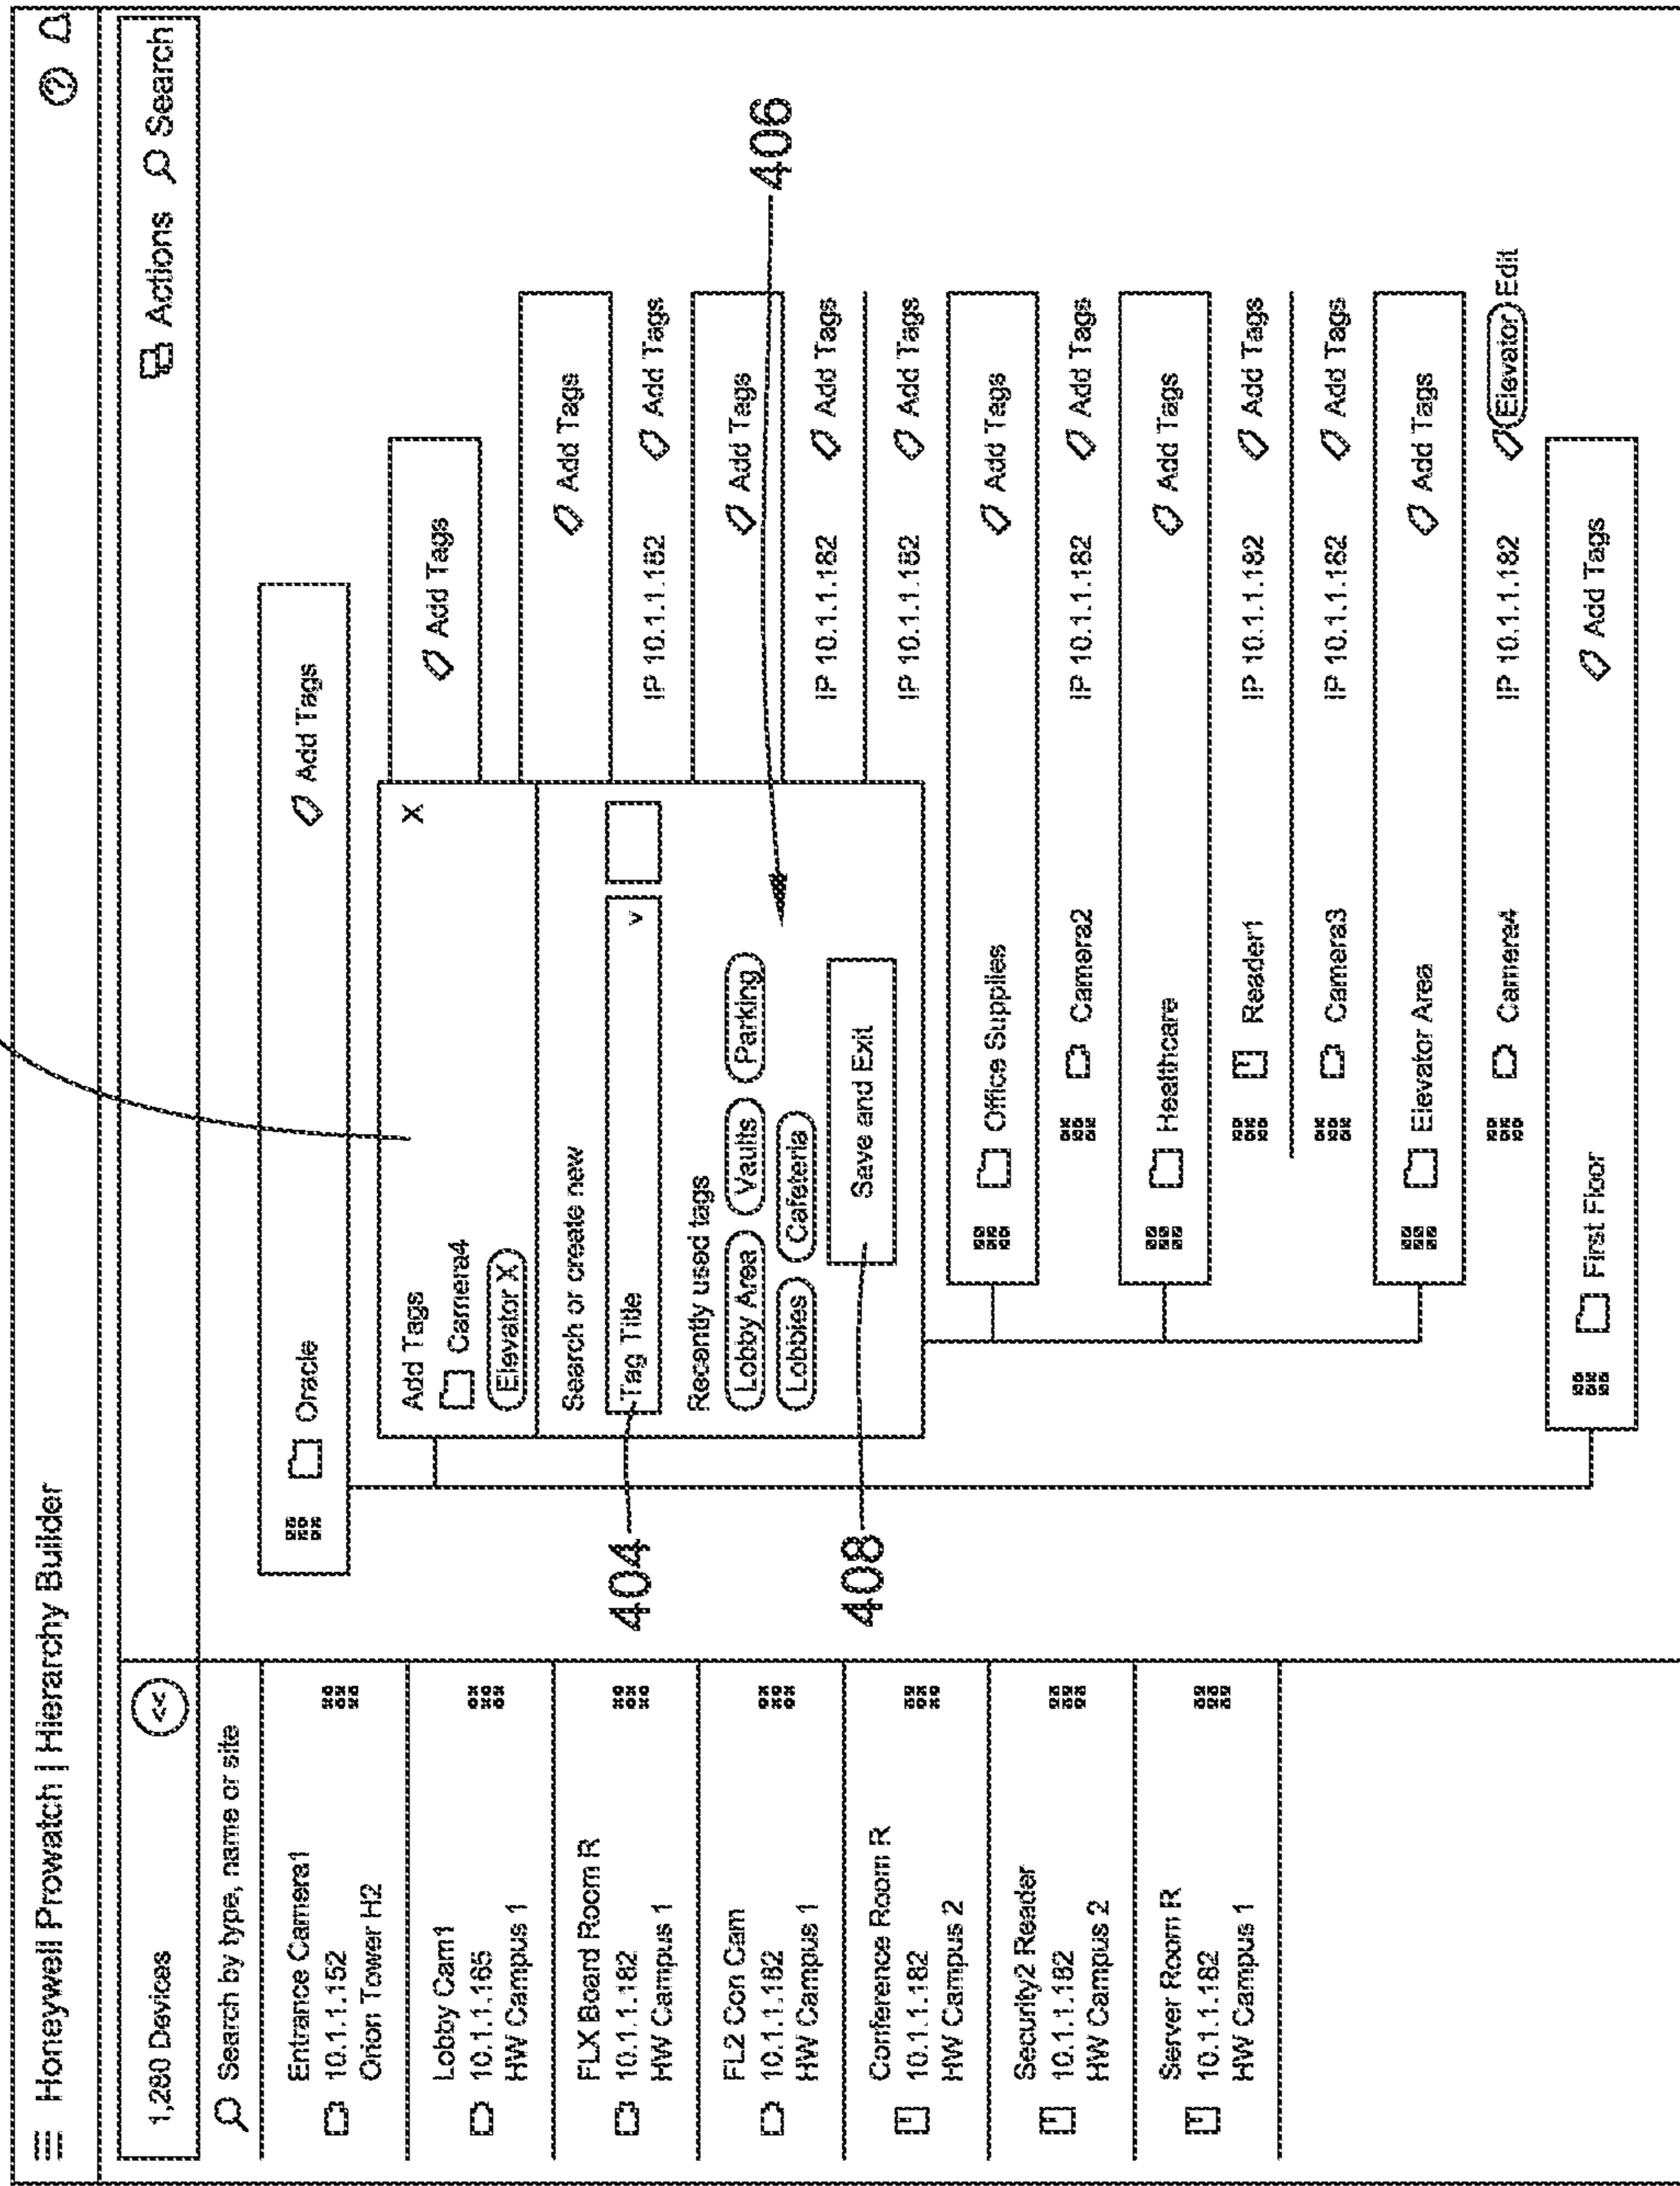 Honeywell Prowatch | Hierarchy Builder
?
1,280 Devices
<<
Actions
Search
Search by type, name or site
Entrance Camera1
10.1.1.152
Orion Tower H2
Lobby Cam1
10.1.1.165
HW Campus 1
FLX Board Room R
10.1.1.182
HW Campus 1
FL2 Con Cam
10.1.1.182
HW Campus 1
Conference Room R
10.1.1.182
HW Campus 2
Security2 Reader
10.1.1.182
HW Campus 2
Server Room R
10.1.1.182
HW Campus 1
Oracle
Add Tags
Add Tags
X
Camera4
Elevator X
Search or create new
Tag Title
v
Recently used tags
Lobby Area
Vaults
Parking
Lobbies
Cafeteria
Save and Exit
404
406
408
Add Tags
Add Tags
IP 10.1.1.182
Add Tags
Add Tags
IP 10.1.1.182
Add Tags
IP 10.1.1.182
Add Tags
Office Supplies
Add Tags
Camera2
IP 10.1.1.182
Add Tags
Healthcare
Add Tags
Reader1
IP 10.1.1.182
Add Tags
Camera3
IP 10.1.1.182
Add Tags
Elevator Area
Add Tags
Camera4
IP 10.1.1.182
Elevator
Edit
First Floor
Add Tags